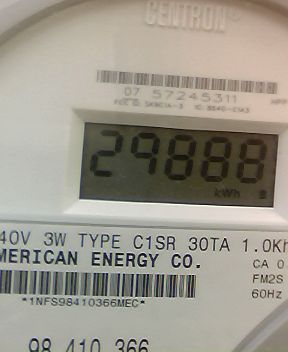 CENTRON®
07 57245311
29888
kWh
40V 3W TYPE C1SR 30TA 1.0Kh
MERICAN ENERGY CO.
CA 0
FM2S
*1NFS98410366MEC*
60Hz
98 410 366